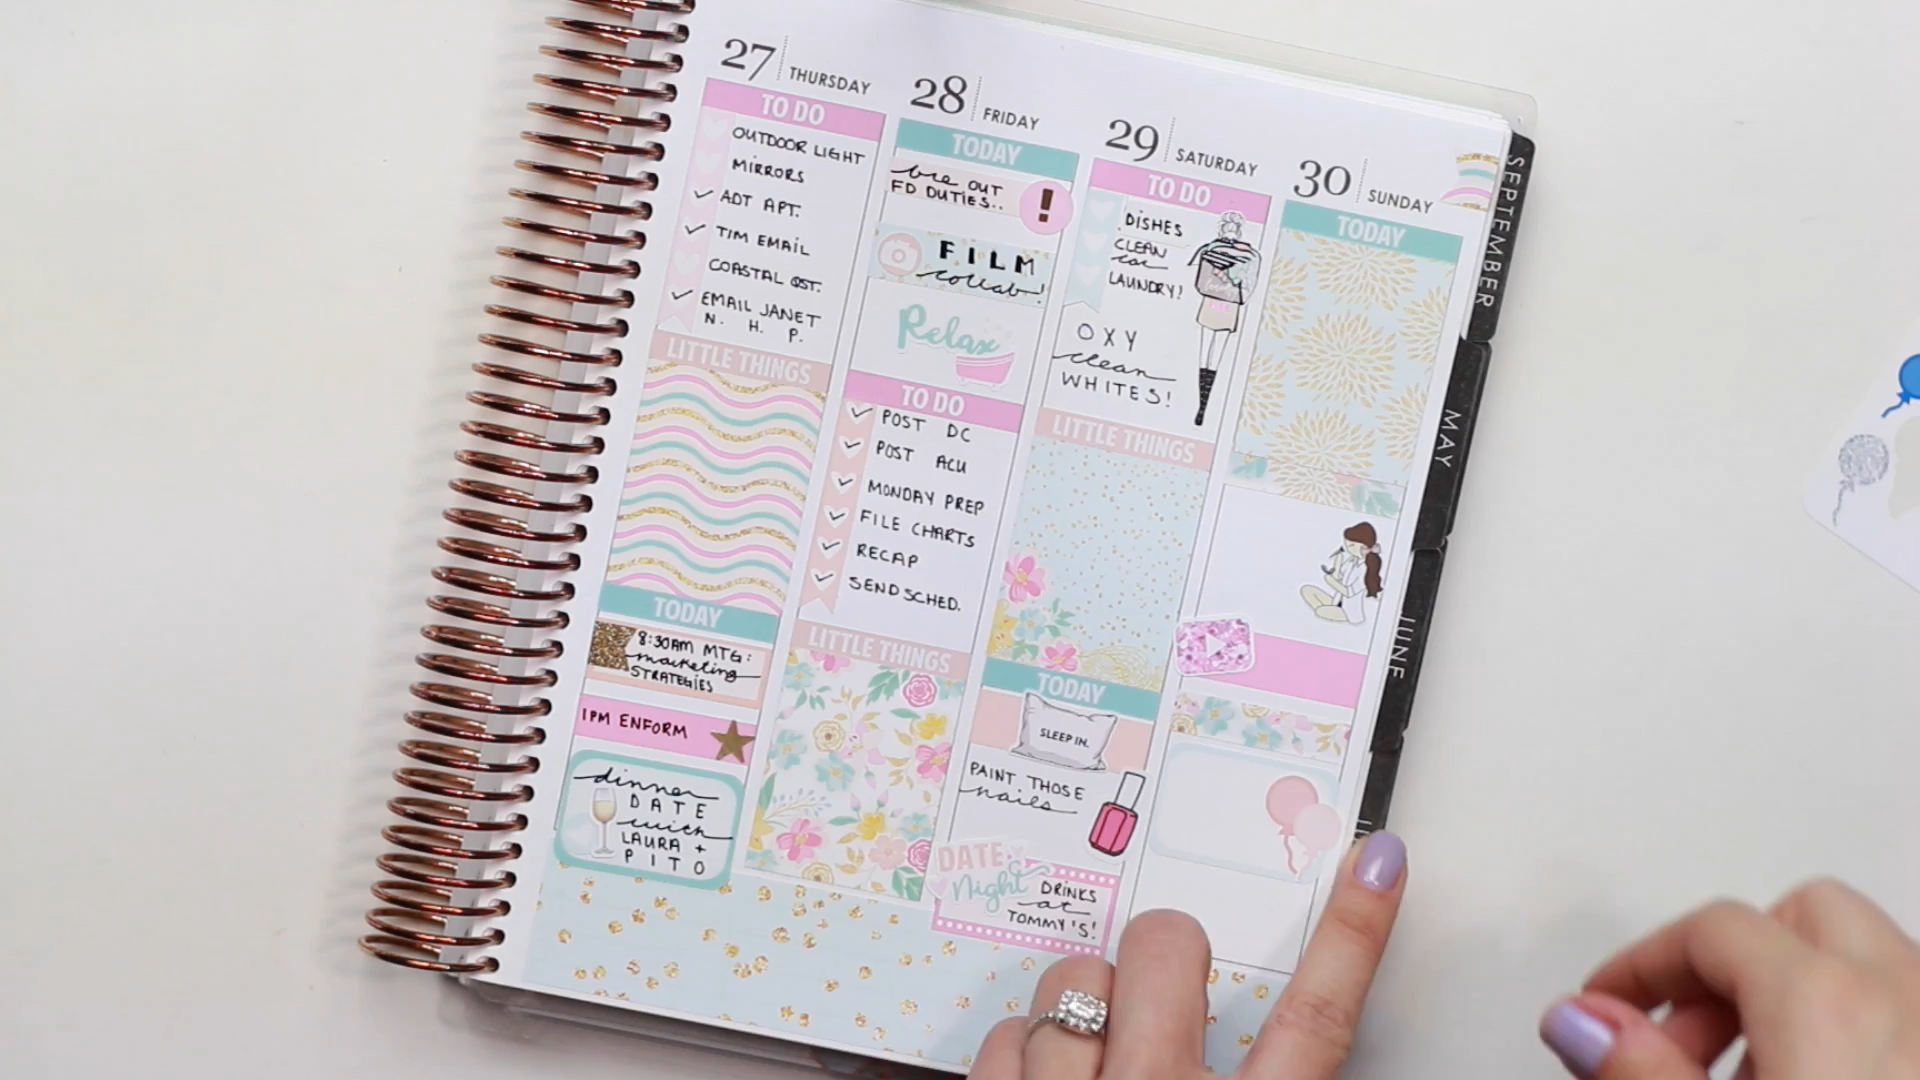 27 THURSDAY
TO DO
OUTDOOR LIGHT
MIRRORS
ADT APT.
TIM EMAIL
COASTAL QST.
EMAIL JANET
N. H. P.
LITTLE THINGS
TODAY
8:30AM MTG:
marketing
STRATEGIES
1PM ENFORM
dinner
DATE
with
LAURA +
PITO
28 FRIDAY
TODAY
bre OUT
FD DUTIES..
!
FILM
collab!
Relax
TO DO
POST DC
POST ACU
MONDAY PREP
FILE CHARTS
RECAP
SEND SCHED.
LITTLE THINGS
29 SATURDAY
TO DO
DISHES
CLEAN
car
LAUNDRY!
OXY
clean
WHITES!
LITTLE THINGS
TODAY
SLEEP IN.
PAINT THOSE
nails
DATE
Night
DRINKS
at
TOMMY'S!
30 SUNDAY
TODAY
SEPTEMBER
MAY
JUNE